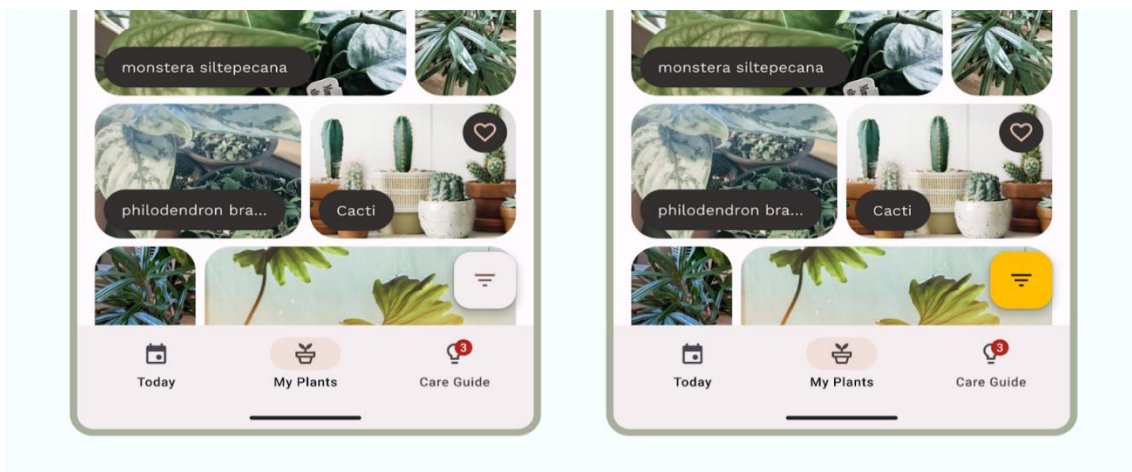 monstera siltepecana
philodendron bra...
Cacti
3
Today
My Plants
Care Guide
monstera siltepecana
philodendron bra...
Cacti
3
Today
My Plants
Care Guide